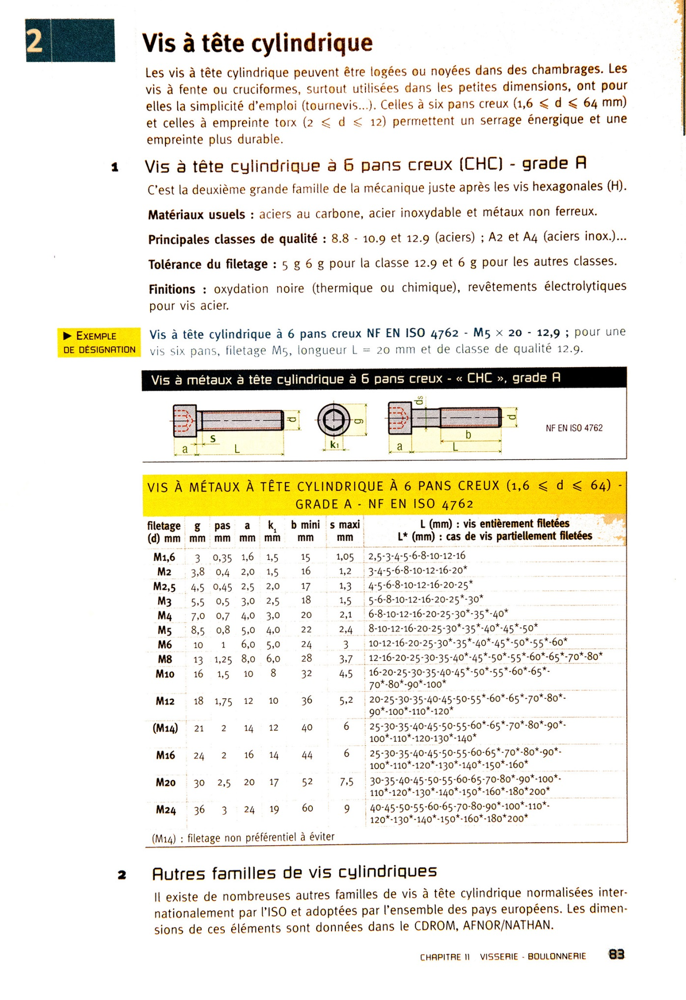 2
Vis à tête cylindrique
Les vis à tête cylindrique peuvent être logées ou noyées dans des chambrages. Les
vis à fente ou cruciformes, surtout utilisées dans les petites dimensions, ont pour
elles la simplicité d'emploi (tournevis...). Celles à six pans creux (1,6 ⩽ d ⩽ 64 mm)
et celles à empreinte torx (2 ⩽ d ⩽ 12) permettent un serrage énergique et une
empreinte plus durable.
1 Vis à tête cylindrique à 6 pans creux (CHC) - grade A
C'est la deuxième grande famille de la mécanique juste après les vis hexagonales (H).
Matériaux usuels : aciers au carbone, acier inoxydable et métaux non ferreux.
Principales classes de qualité : 8.8 - 10.9 et 12.9 (aciers) ; A2 et A4 (aciers inox.)...
Tolérance du filetage : 5 g 6 g pour la classe 12.9 et 6 g pour les autres classes.
Finitions : oxydation noire (thermique ou chimique), revêtements électrolytiques
pour vis acier.
► EXEMPLE
DE DÉSIGNATION
Vis à tête cylindrique à 6 pans creux NF EN ISO 4762 - M5 × 20 - 12,9 ; pour une
vis six pans, filetage M5, longueur L = 20 mm et de classe de qualité 12.9.
Vis à métaux à tête cylindrique à 6 pans creux - « CHC », grade A
a s L d k1 g a ds b L d
NF EN ISO 4762
VIS À MÉTAUX À TÊTE CYLINDRIQUE À 6 PANS CREUX (1,6 ⩽ d ⩽ 64) -
GRADE A - NF EN ISO 4762
filetage g pas a k1 b mini s maxi L (mm) : vis entièrement filetées
(d) mm mm mm mm mm mm mm L* (mm) : cas de vis partiellement filetées
M1,6 3 0,35 1,6 1,5 15 1,05 2,5-3-4-5-6-8-10-12-16
M2 3,8 0,4 2,0 1,5 16 1,2 3-4-5-6-8-10-12-16-20*
M2,5 4,5 0,45 2,5 2,0 17 1,3 4-5-6-8-10-12-16-20-25*
M3 5,5 0,5 3,0 2,5 18 1,5 5-6-8-10-12-16-20-25*-30*
M4 7,0 0,7 4,0 3,0 20 2,1 6-8-10-12-16-20-25-30*-35*-40*
M5 8,5 0,8 5,0 4,0 22 2,4 8-10-12-16-20-25-30*-35*-40*-45*-50*
M6 10 1 6,0 5,0 24 3 10-12-16-20-25-30*-35*-40*-45*-50*-55*-60*
M8 13 1,25 8,0 6,0 28 3,7 12-16-20-25-30-35-40*-45*-50*-55*-60*-65*-70*-80*
M10 16 1,5 10 8 32 4,5 16-20-25-30-35-40-45*-50*-55*-60*-65*-
70*-80*-90*-100*
M12 18 1,75 12 10 36 5,2 20-25-30-35-40-45-50-55*-60*-65*-70*-80*-
90*-100*-110*-120*
(M14) 21 2 14 12 40 6 25-30-35-40-45-50-55-60*-65*-70*-80*-90*-
100*-110*-120-130*-140*
M16 24 2 16 14 44 6 25-30-35-40-45-50-55-60-65*-70*-80*-90*-
100*-110*-120*-130*-140*-150*-160*
M20 30 2,5 20 17 52 7,5 30-35-40-45-50-55-60-65-70-80*-90*-100*-
110*-120*-130*-140*-150*-160*-180*200*
M24 36 3 24 19 60 9 40-45-50-55-60-65-70-80-90*-100*-110*-
120*-130*-140*-150*-160*-180*200*
(M14) : filetage non préférentiel à éviter
2 Autres familles de vis cylindriques
Il existe de nombreuses autres familles de vis à tête cylindrique normalisées inter-
nationalement par l'ISO et adoptées par l'ensemble des pays européens. Les dimen-
sions de ces éléments sont données dans le CDROM, AFNOR/NATHAN.
CHAPITRE 11 VISSERIE - BOULONNERIE 83